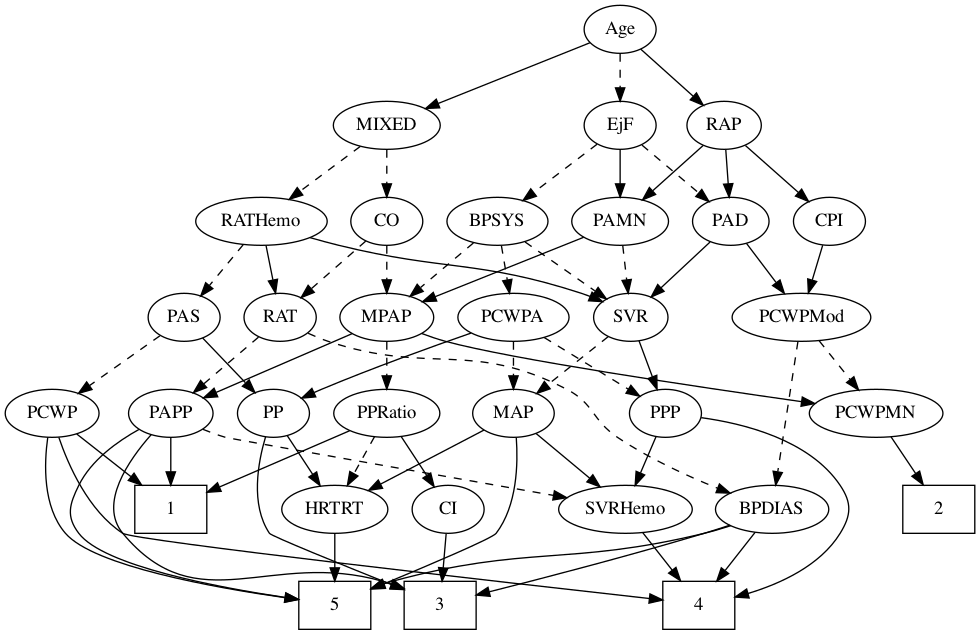 Age
MIXED
EjF
RAP
RATHemo
CO
BPSYS
PAMN
PAD
CPI
PAS
RAT
MPAP
PCWPA
SVR
PCWPMod
PCWP
PAPP
PP
PPRatio
MAP
PPP
PCWPMN
1
HRTRT
CI
SVRHemo
BPDIAS
2
5
3
4